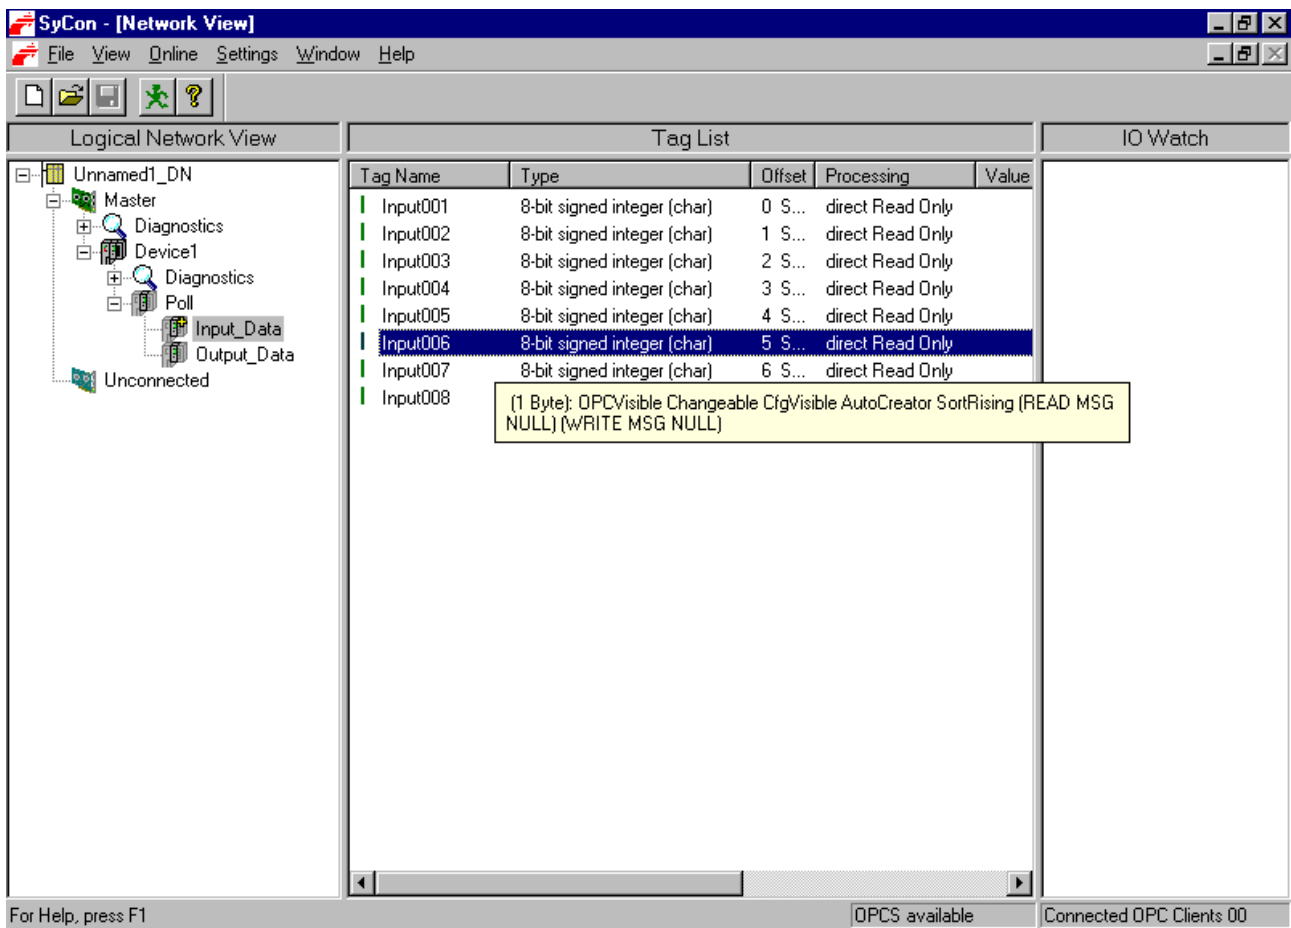 SyCon - [Network View]
File View Online Settings Window Help
Logical Network View
Tag List
IO Watch
Unnamed1_DN
Master
Diagnostics
Device1
Diagnostics
Poll
Input_Data
Output_Data
Unconnected
Tag Name Type Offset Processing Value
Input001 8-bit signed integer (char) 0 S... direct Read Only
Input002 8-bit signed integer (char) 1 S... direct Read Only
Input003 8-bit signed integer (char) 2 S... direct Read Only
Input004 8-bit signed integer (char) 3 S... direct Read Only
Input005 8-bit signed integer (char) 4 S... direct Read Only
Input006 8-bit signed integer (char) 5 S... direct Read Only
Input007 8-bit signed integer (char) 6 S... direct Read Only
Input008
(1 Byte): OPCVisible Changeable CfgVisible AutoCreator SortRising (READ MSG
NULL) (WRITE MSG NULL)
For Help, press F1
OPCS available
Connected OPC Clients 00